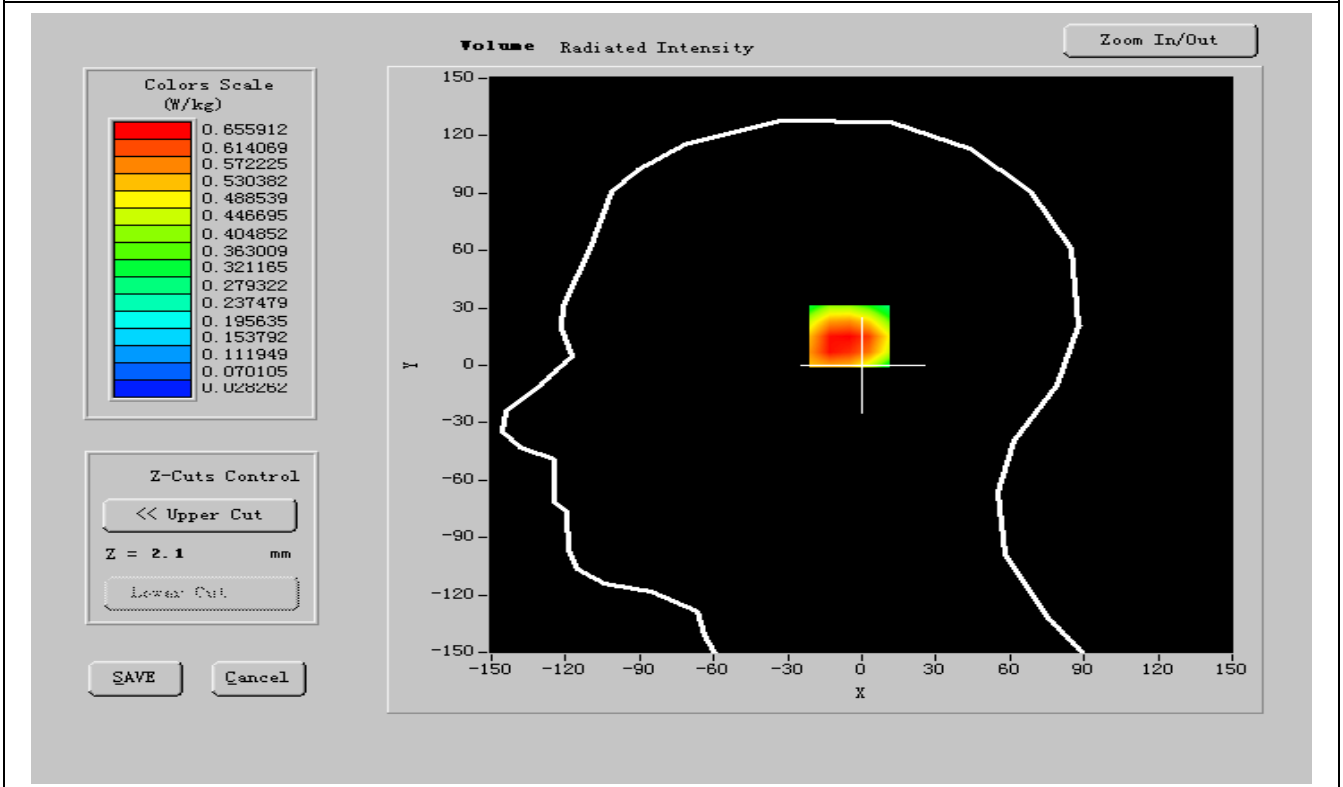 Volume Radiated Intensity
Zoom In/Out
Colors Scale
(W/kg)
0.655912
0.614069
0.572225
0.530382
0.488539
0.446695
0.404852
0.363009
0.321165
0.279322
0.237479
0.195635
0.153792
0.111949
0.070105
0.028262
Z-Cuts Control
<< Upper Cut
Z = 2.1 mm
Lower Cut
SAVE Cancel
150
120
90
60
30
0
-30
-60
-90
-120
-150
Y
-150 -120 -90 -60 -30 0 30 60 90 120 150
X